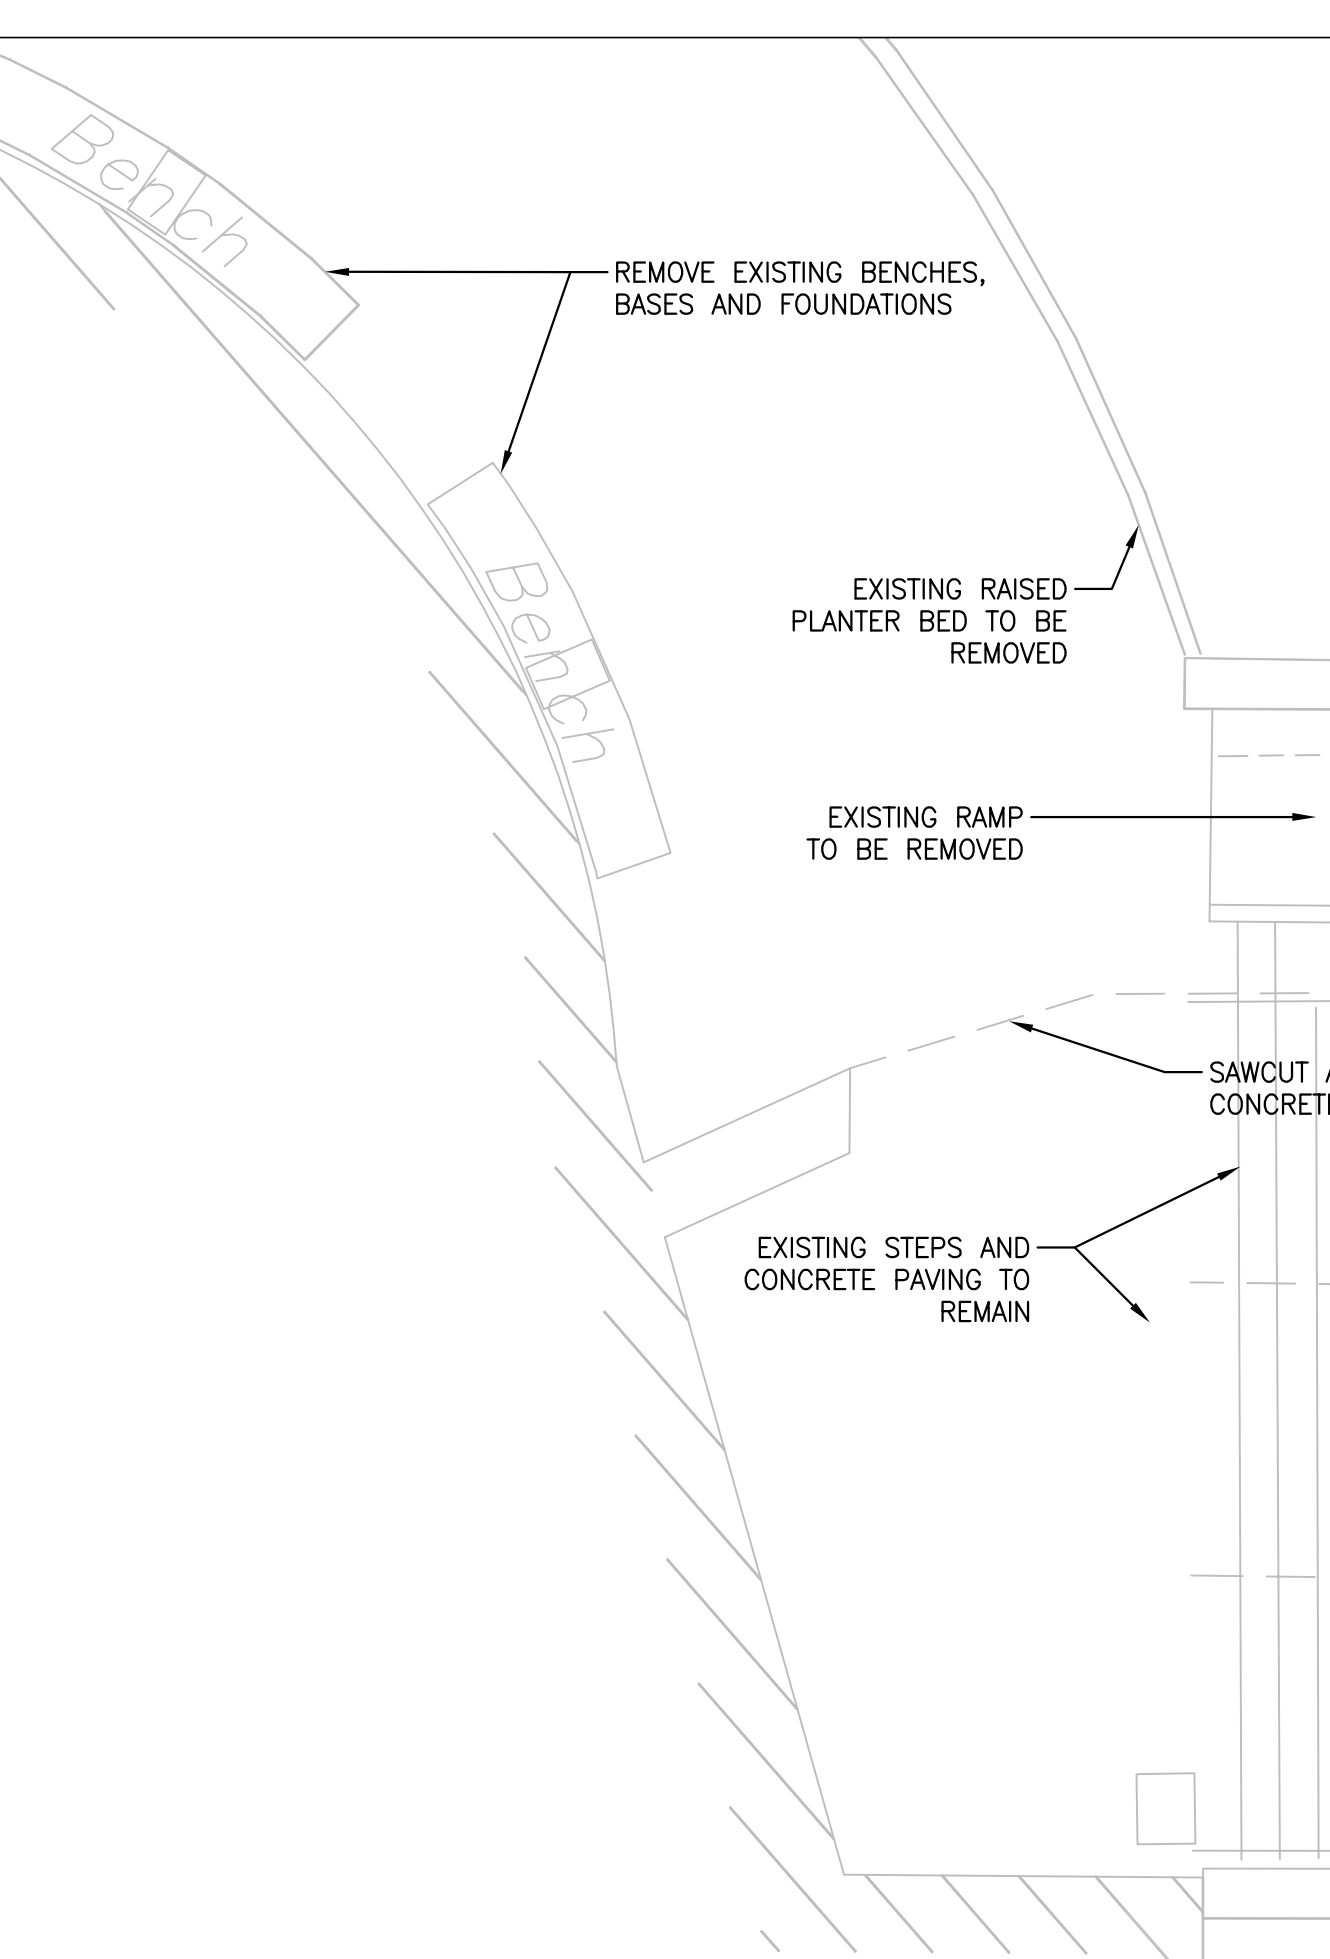 Bench
REMOVE EXISTING BENCHES,
BASES AND FOUNDATIONS
Bench
EXISTING RAISED
PLANTER BED TO BE
REMOVED
EXISTING RAMP
TO BE REMOVED
SAWCUT
EXISTING STEPS AND
CONCRETE PAVING TO
REMAIN